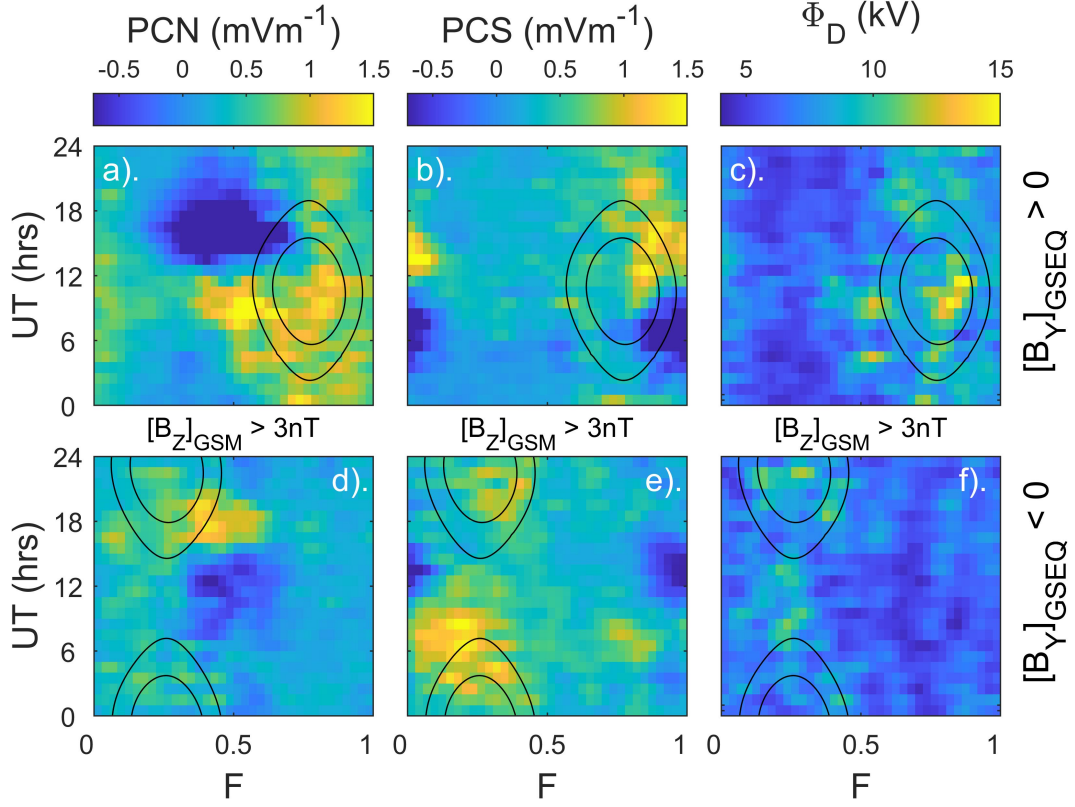 PCN (mVm⁻¹) PCS (mVm⁻¹) Φ_D (kV)
-0.5 0 0.5 1 1.5 -0.5 0 0.5 1 1.5 5 10 15
24
a). b). c).
18
12
6
0
UT (hrs)
[B_Y]_GSEQ > 0
[B_Z]_GSM > 3nT [B_Z]_GSM > 3nT [B_Z]_GSM > 3nT
24
d). e). f).
18
12
6
0
UT (hrs)
[B_Y]_GSEQ < 0
0 0.5 1 0 0.5 1 0 0.5 1
F F F